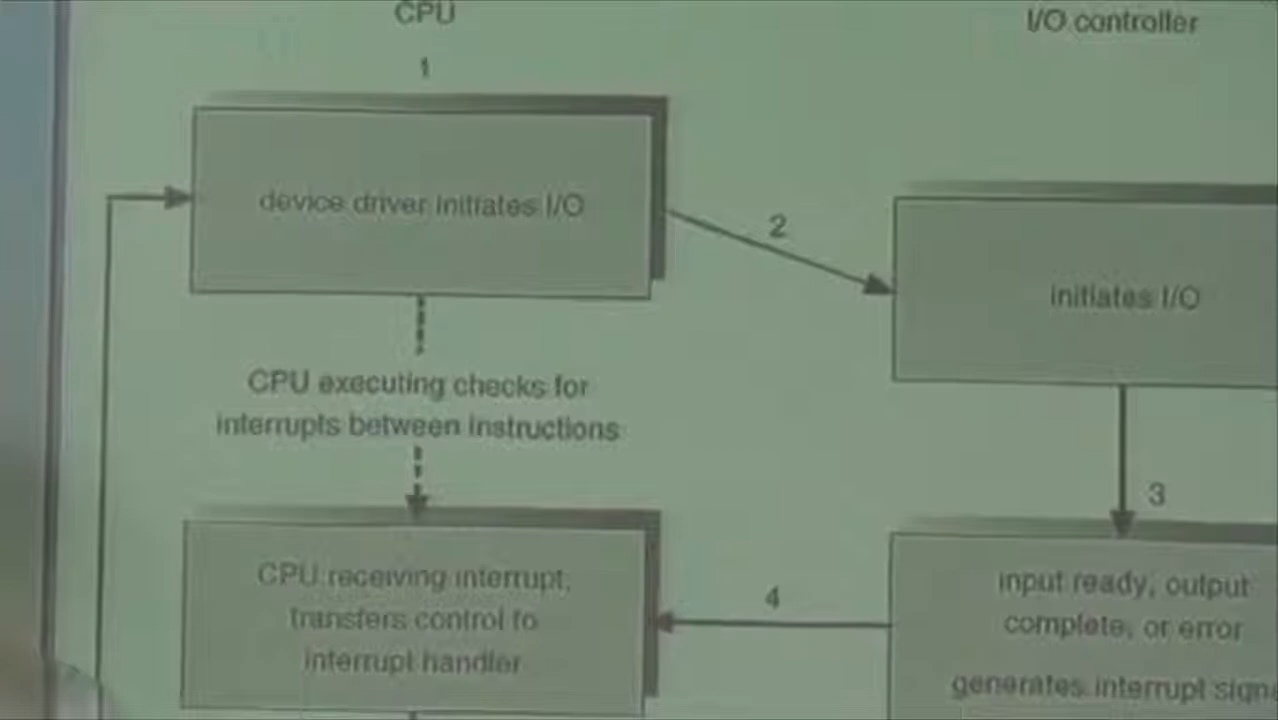 CPU
I/O controller
1
device driver initiates I/O
2
initiates I/O
CPU executing checks for
interrupts between instructions
3
CPU receiving interrupt,
transfers control to
interrupt handler
4
input ready, output
complete, or error
generates interrupt signa